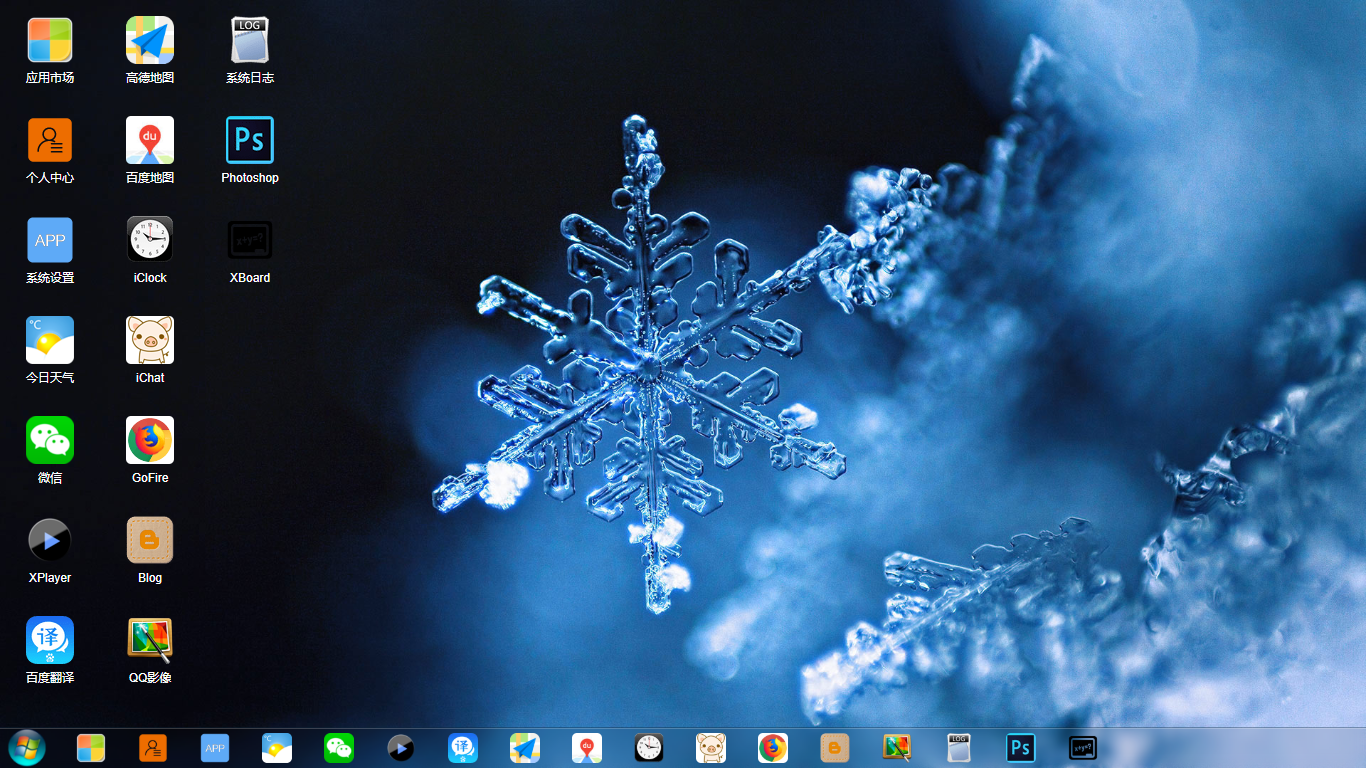 应用市场
高德地图
LOG
系统日志
个人中心
du
百度地图
Ps
Photoshop
APP
系统设置
iClock
x+y=?
XBoard
°C
今日天气
iChat
微信
GoFire
XPlayer
Blog
译
百度翻译
QQ影像
APP
°C
译
du
LOG
Ps
x+y=?